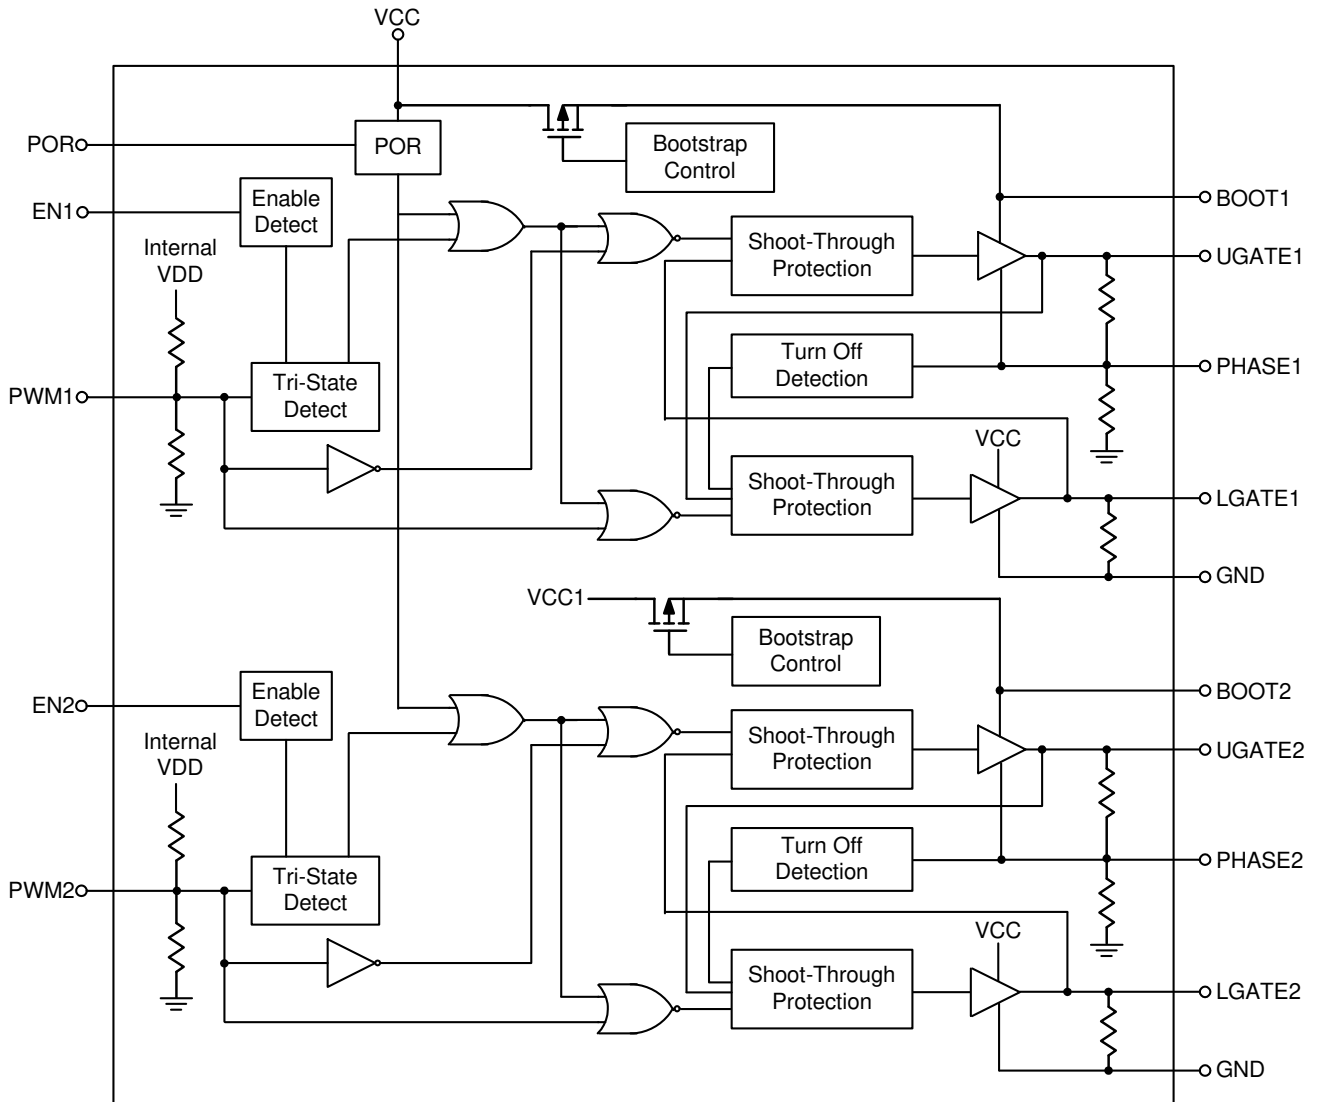 VCC
POR
POR
Bootstrap
Control
EN1
Enable
Detect
BOOT1
Internal
VDD
Shoot-Through
Protection
UGATE1
Turn Off
Detection
PHASE1
PWM1
Tri-State
Detect
VCC
Shoot-Through
Protection
LGATE1
GND
VCC1
Bootstrap
Control
EN2
Enable
Detect
BOOT2
Internal
VDD
Shoot-Through
Protection
UGATE2
Turn Off
Detection
PHASE2
PWM2
Tri-State
Detect
VCC
Shoot-Through
Protection
LGATE2
GND